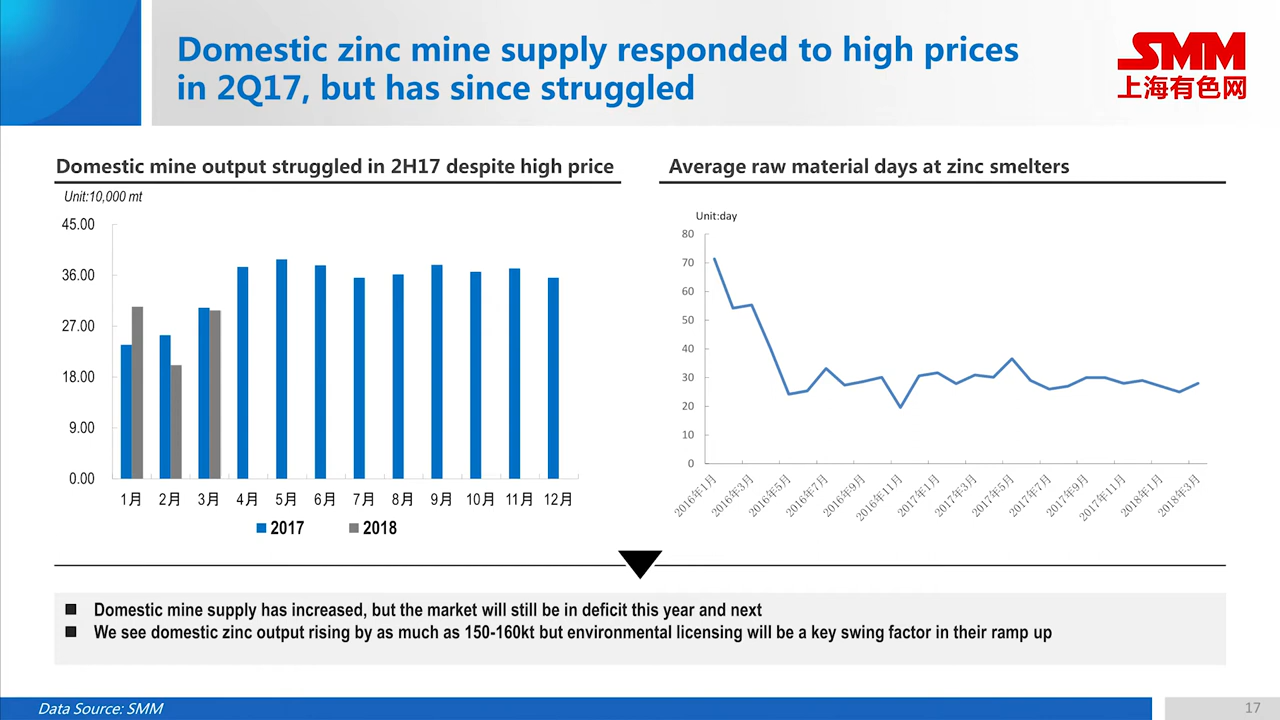 Domestic zinc mine supply responded to high prices
in 2Q17, but has since struggled
SMM
上海有色网
Domestic mine output struggled in 2H17 despite high price
Unit:10,000 mt
45.00
36.00
27.00
18.00
9.00
0.00
1月 2月 3月 4月 5月 6月 7月 8月 9月 10月 11月 12月
2017 2018
Average raw material days at zinc smelters
Unit:day
80
70
60
50
40
30
20
10
0
2016年1月 2016年3月 2016年5月 2016年7月 2016年9月 2016年11月 2017年1月 2017年3月 2017年5月 2017年7月 2017年9月 2017年11月 2018年1月 2018年3月
Domestic mine supply has increased, but the market will still be in deficit this year and next
We see domestic zinc output rising by as much as 150-160kt but environmental licensing will be a key swing factor in their ramp up
Data Source: SMM
17